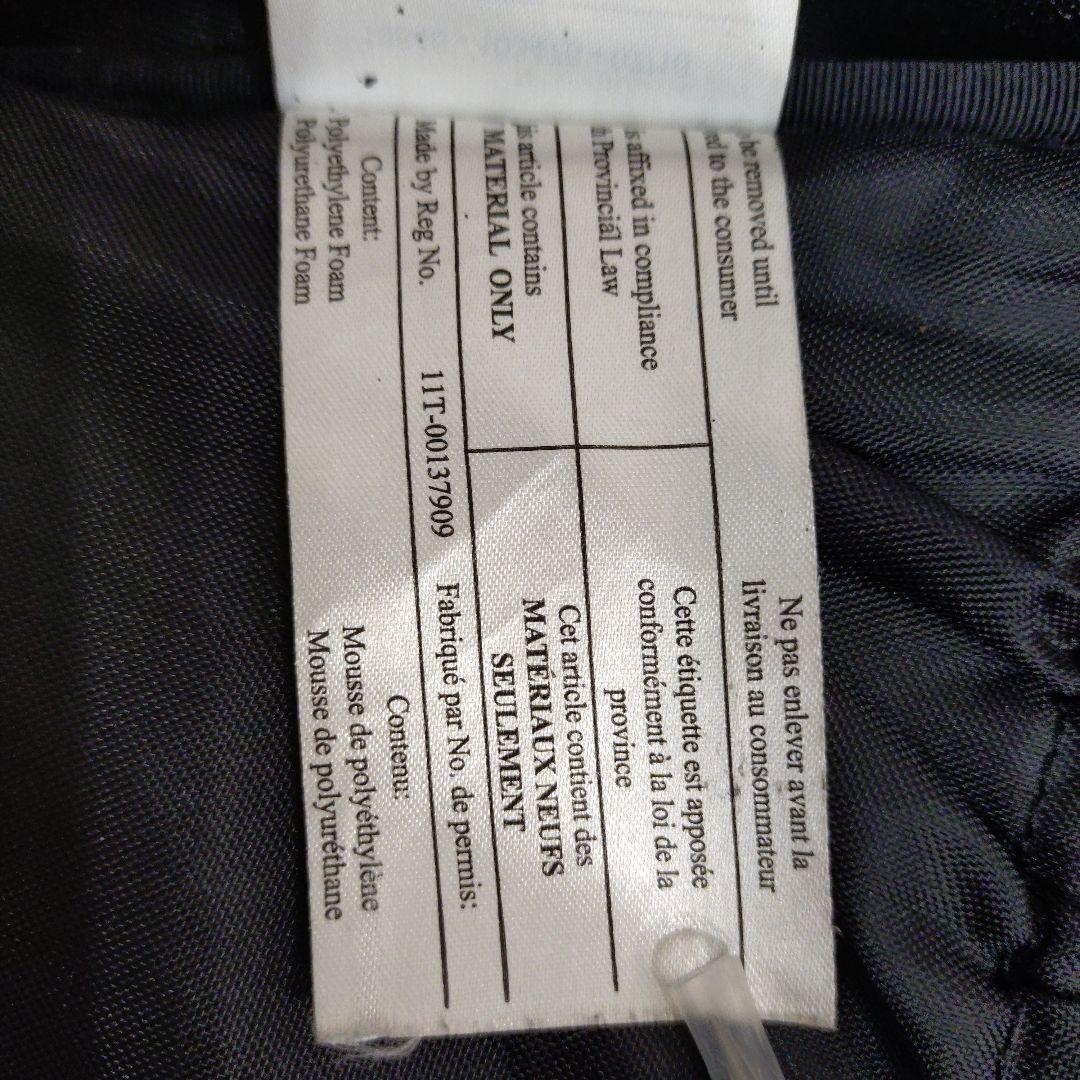 be removed until
to the consumer
Ne pas enlever avant la
livraison au consommateur
affixed in compliance
Provincial Law
Cette étiquette est apposée
conformément à la loi de la
province
article contains
MATERIAL ONLY
Cet article contient des
MATÉRIAUX NEUFS
SEULEMENT
Made by Reg No. 11T-00137909 Fabriqué par No. de permis:
Content:
Polyethylene Foam
Polyurethane Foam
Contenu:
Mousse de polyéthylène
Mousse de polyuréthane